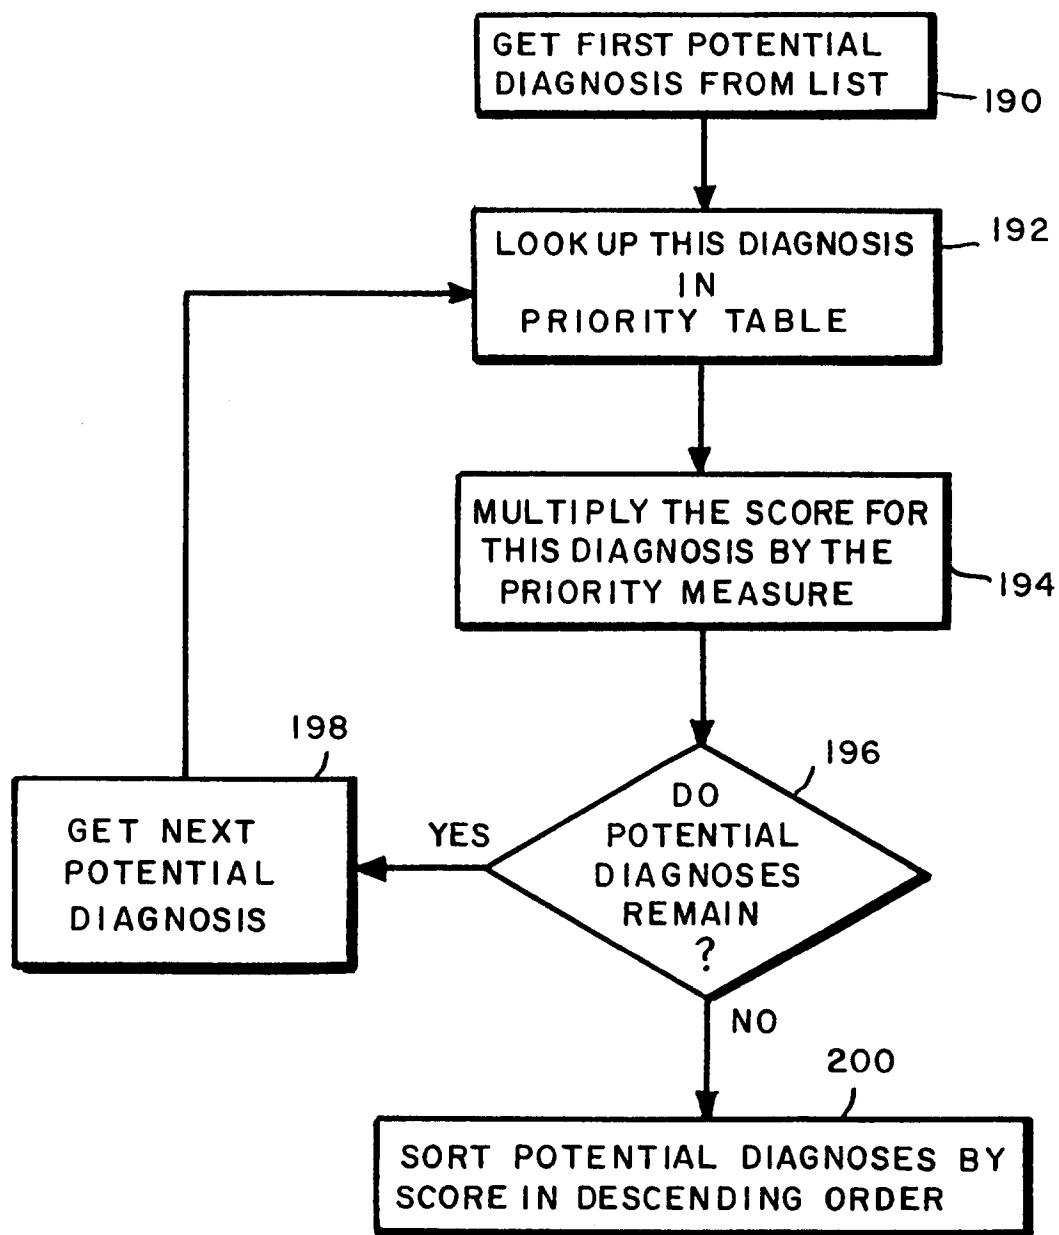 GET FIRST POTENTIAL
DIAGNOSIS FROM LIST
190
LOOK UP THIS DIAGNOSIS
IN
PRIORITY TABLE
192
MULTIPLY THE SCORE FOR
THIS DIAGNOSIS BY THE
PRIORITY MEASURE
194
196
DO
POTENTIAL
DIAGNOSES
REMAIN
?
YES
198
GET NEXT
POTENTIAL
DIAGNOSIS
NO
200
SORT POTENTIAL DIAGNOSES BY
SCORE IN DESCENDING ORDER